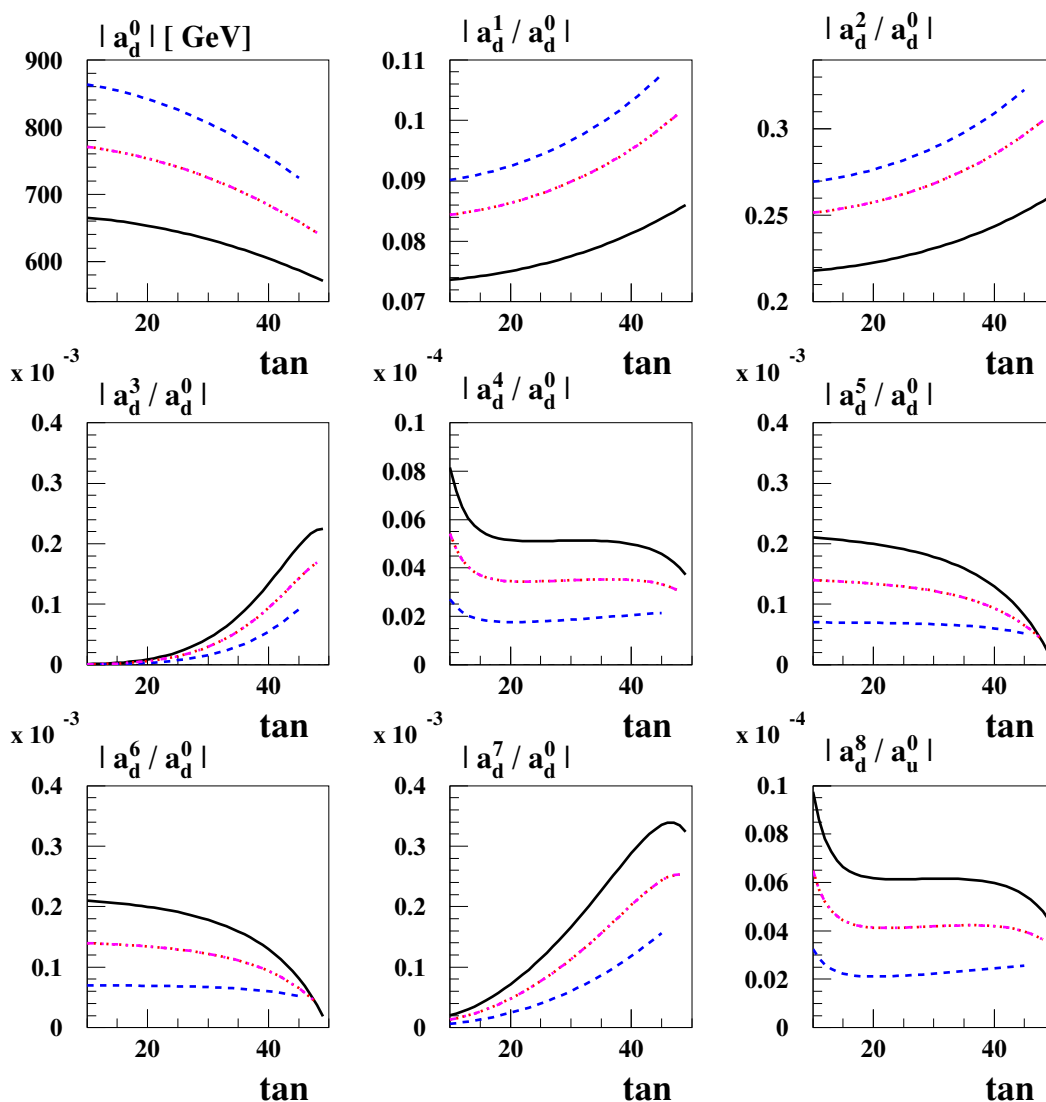 | a_d^0 | [ GeV]
900
800
700
600
20 40
tan
| a_d^1 / a_d^0 |
0.11
0.1
0.09
0.08
0.07
20 40
tan
| a_d^2 / a_d^0 |
0.3
0.25
0.2
20 40
tan
x 10^-3
| a_d^3 / a_d^0 |
0.4
0.3
0.2
0.1
0
20 40
tan
x 10^-4
| a_d^4 / a_d^0 |
0.1
0.08
0.06
0.04
0.02
0
20 40
tan
x 10^-3
| a_d^5 / a_d^0 |
0.4
0.3
0.2
0.1
0
20 40
tan
x 10^-3
| a_d^6 / a_d^0 |
0.4
0.3
0.2
0.1
0
20 40
tan
x 10^-3
| a_d^7 / a_d^0 |
0.4
0.3
0.2
0.1
0
20 40
tan
x 10^-4
| a_d^8 / a_u^0 |
0.1
0.08
0.06
0.04
0.02
0
20 40
tan